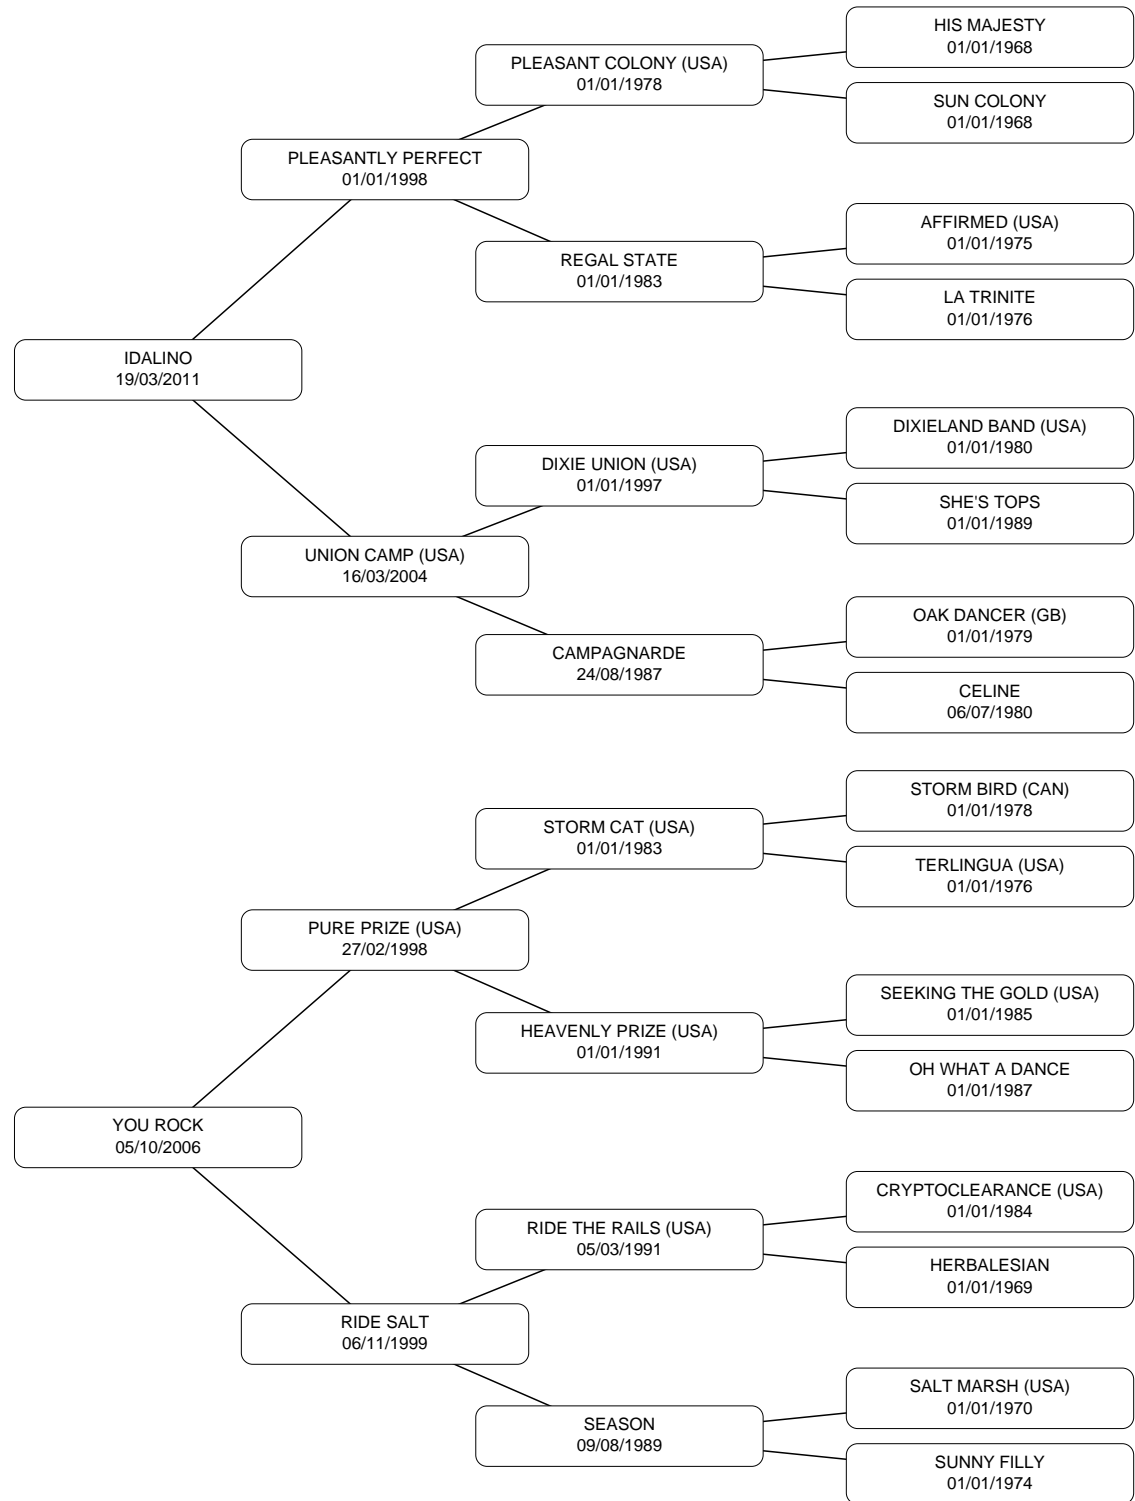 HIS MAJESTY
01/01/1968
PLEASANT COLONY (USA)
01/01/1978
SUN COLONY
01/01/1968
PLEASANTLY PERFECT
01/01/1998
AFFIRMED (USA)
01/01/1975
REGAL STATE
01/01/1983
LA TRINITE
01/01/1976
IDALINO
19/03/2011
DIXIELAND BAND (USA)
01/01/1980
DIXIE UNION (USA)
01/01/1997
SHE'S TOPS
01/01/1989
UNION CAMP (USA)
16/03/2004
OAK DANCER (GB)
01/01/1979
CAMPAGNARDE
24/08/1987
CELINE
06/07/1980
STORM BIRD (CAN)
01/01/1978
STORM CAT (USA)
01/01/1983
TERLINGUA (USA)
01/01/1976
PURE PRIZE (USA)
27/02/1998
SEEKING THE GOLD (USA)
01/01/1985
HEAVENLY PRIZE (USA)
01/01/1991
OH WHAT A DANCE
01/01/1987
YOU ROCK
05/10/2006
CRYPTOCLEARANCE (USA)
01/01/1984
RIDE THE RAILS (USA)
05/03/1991
HERBALESIAN
01/01/1969
RIDE SALT
06/11/1999
SALT MARSH (USA)
01/01/1970
SEASON
09/08/1989
SUNNY FILLY
01/01/1974